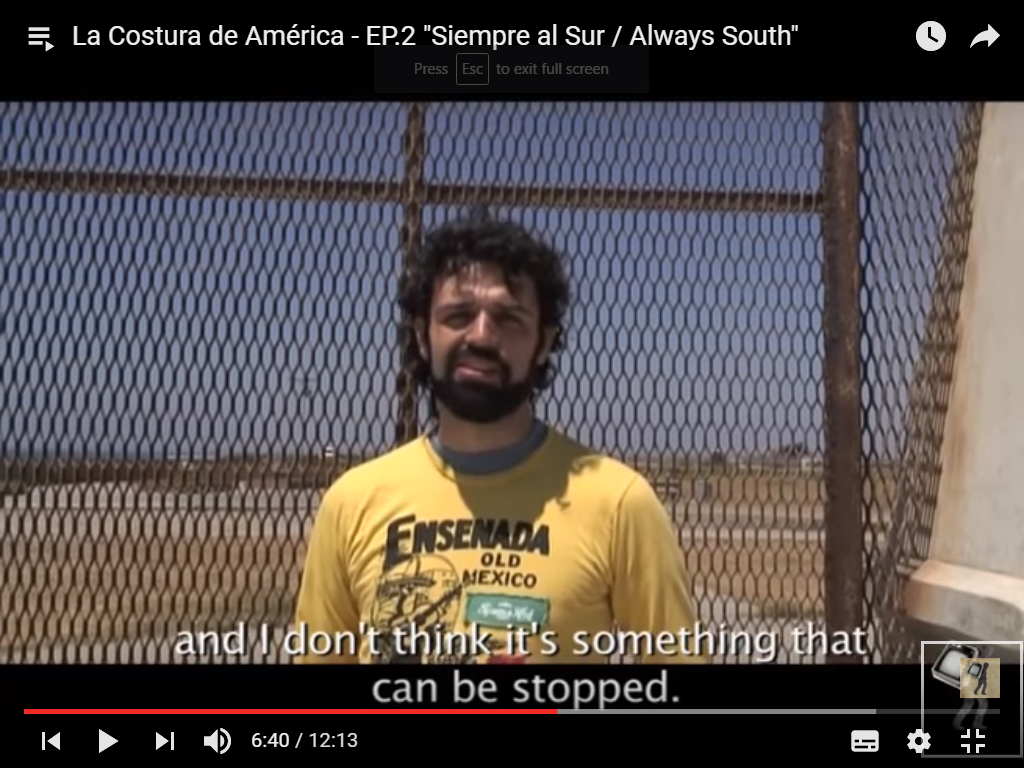 La Costura de América - EP.2 "Siempre al Sur / Always South"
Press Esc to exit full screen
ENSENADA
OLD
MEXICO
and I don't think it's something that
can be stopped.
6:40 / 12:13